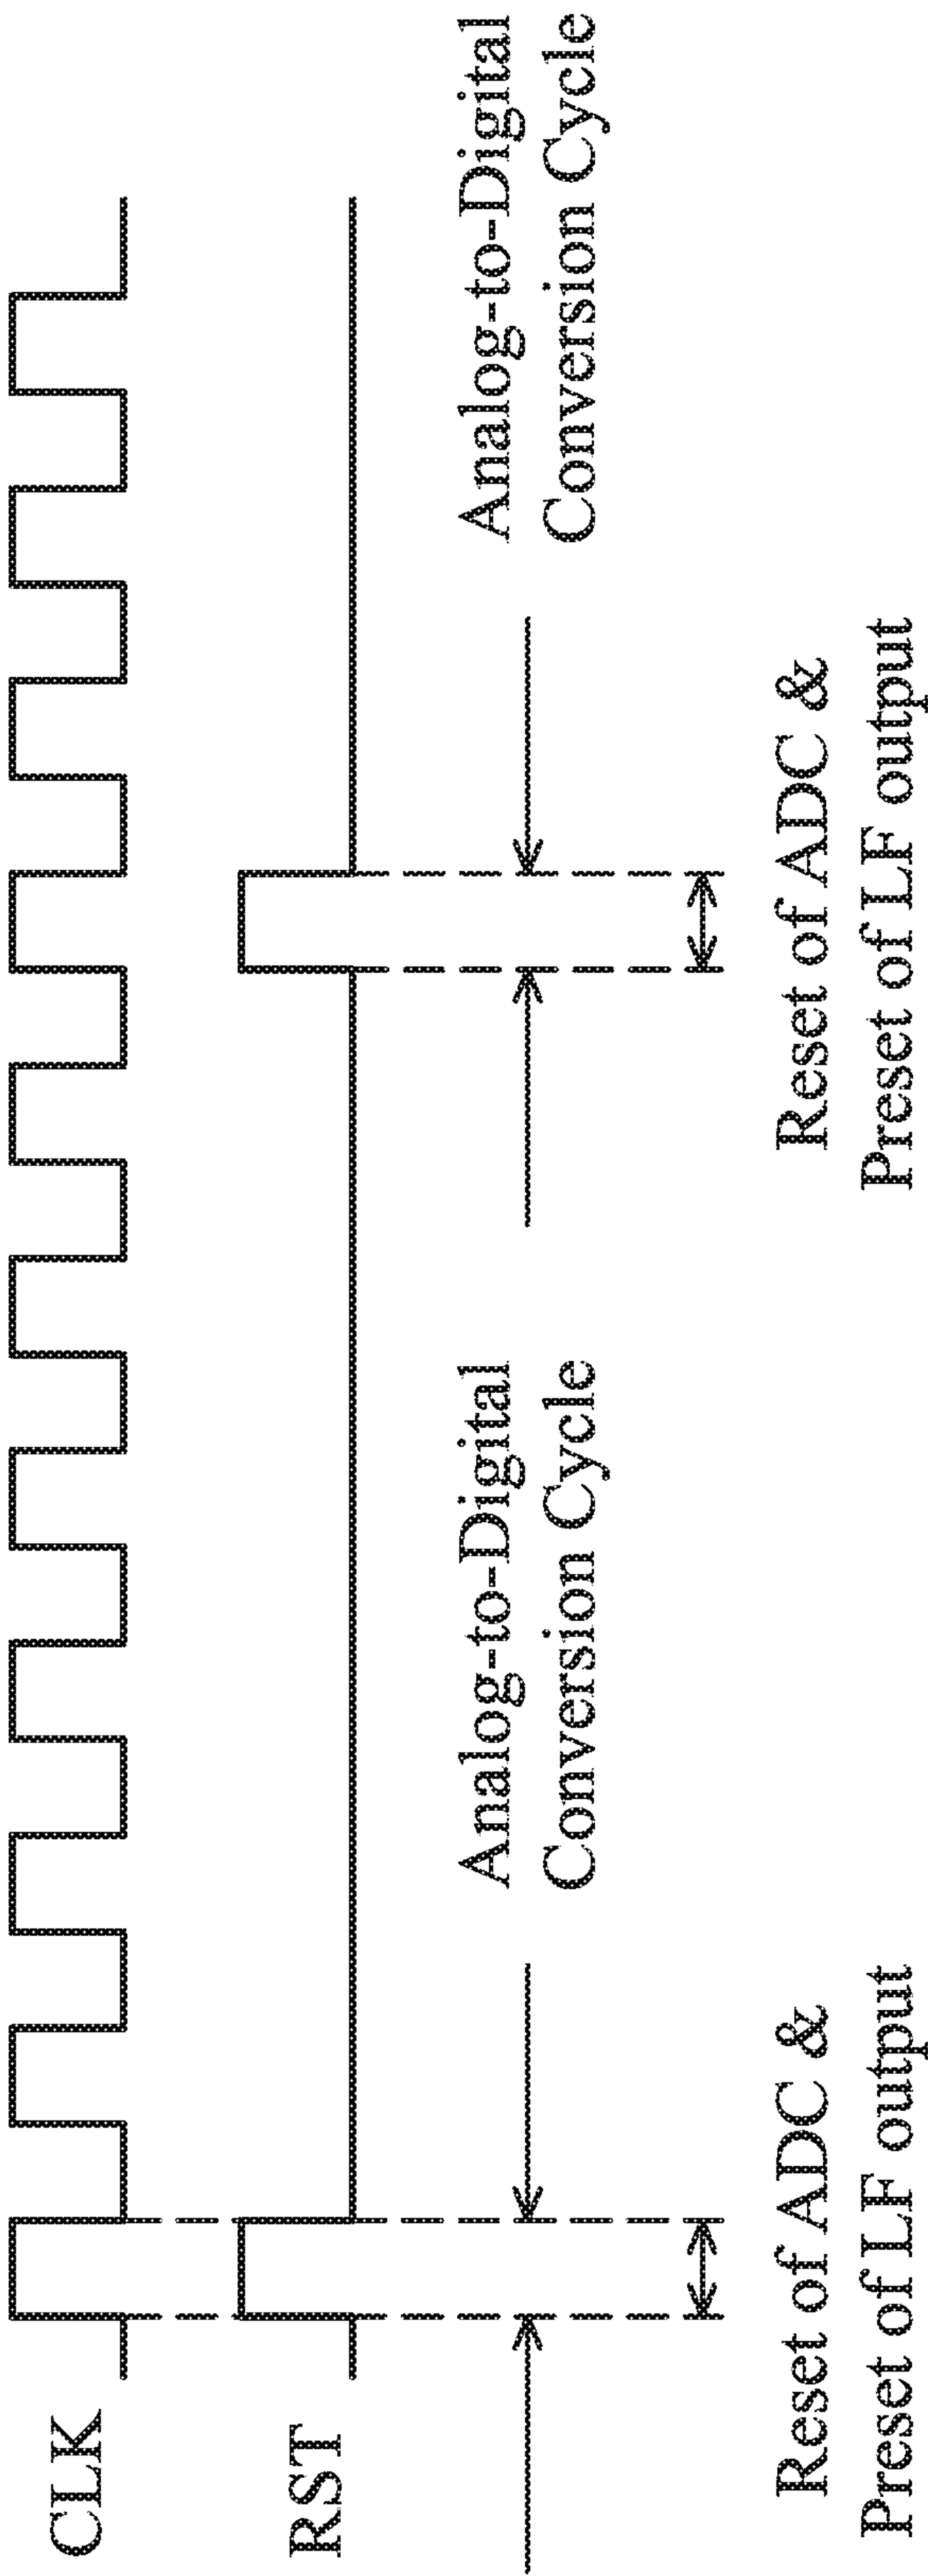 CLK
RST
Analog-to-Digital
Conversion Cycle
Analog-to-Digital
Conversion Cycle
Reset of ADC &
Preset of LF output
Reset of ADC &
Preset of LF output